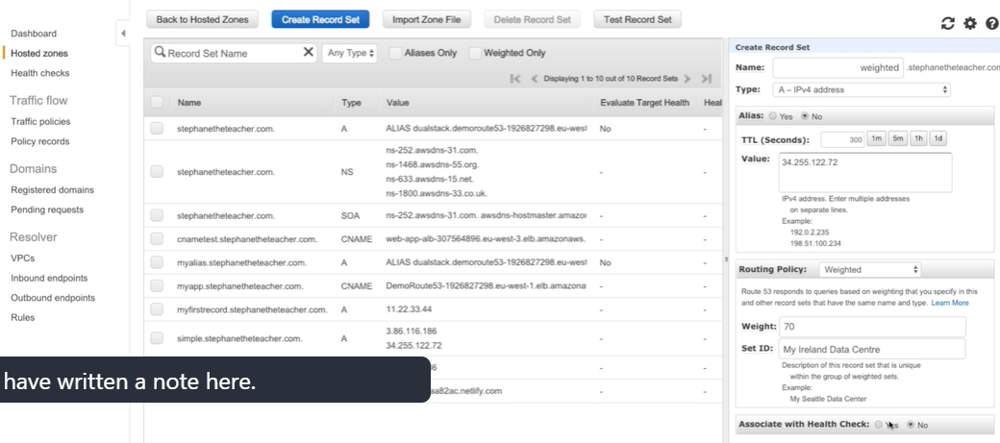 Back to Hosted Zones
Create Record Set
Import Zone File
Delete Record Set
Test Record Set
Dashboard
Hosted zones
Health checks
Traffic flow
Traffic policies
Policy records
Domains
Registered domains
Pending requests
Resolver
VPCs
Inbound endpoints
Outbound endpoints
Rules
Record Set Name
Any Type
Aliases Only
Weighted Only
Displaying 1 to 10 out of 10 Record Sets
Name Type Value Evaluate Target Health Heal
stephanetheteacher.com. A ALIAS dualstack.demoroute53-1926827298.eu-west No -
ns-252.awsdns-31.com.
ns-1468.awsdns-55.org.
stephanetheteacher.com. NS - -
ns-633.awsdns-15.net.
ns-1800.awsdns-33.co.uk.
stephanetheteacher.com. SOA ns-252.awsdns-31.com. awsdns-hostmaster.amazor - -
cnametest.stephanetheteacher.com. CNAME web-app-alb-307564896.eu-west-3.elb.amazonaws. - -
myalias.stephanetheteacher.com. A ALIAS dualstack.demoroute53-1926827298.eu-west No -
myapp.stephanetheteacher.com. CNAME DemoRoute53-1926827298.eu-west-1.elb.amazona - -
myfirstrecord.stephanetheteacher.com. A 11.22.33.44 - -
3.86.116.186
simple.stephanetheteacher.com. A - -
34.255.122.72
have written a note here.
aa82ac.netlify.com - -
Create Record Set
Name: weighted .stephanetheteacher.com
Type: A – IPv4 address
Alias: Yes No
TTL (Seconds): 300 1m 5m 1h 1d
Value: 34.255.122.72
IPv4 address. Enter multiple addresses
on separate lines.
Example:
192.0.2.235
198.51.100.234
Routing Policy: Weighted
Route 53 responds to queries based on weighting that you specify in this
and other record sets that have the same name and type. Learn More
Weight: 70
Set ID: My Ireland Data Centre
Description of this record set that is unique
within the group of weighted sets.
Example:
My Seattle Data Center
Associate with Health Check: Yes No